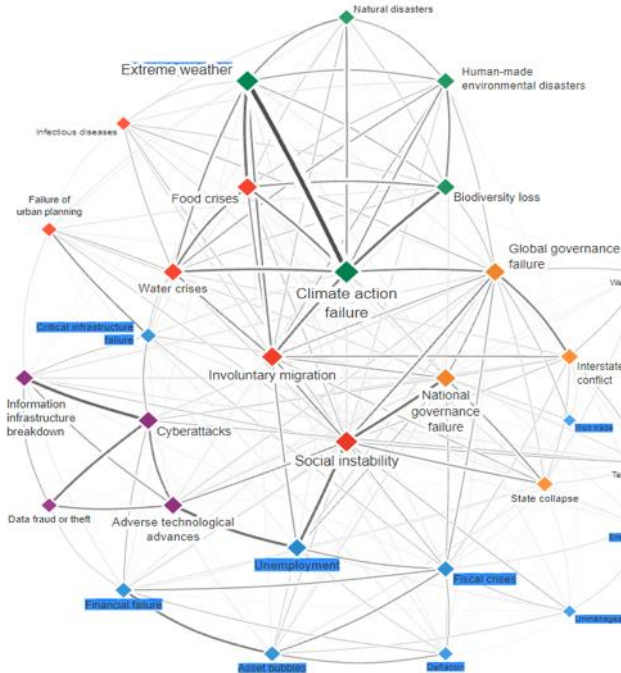 Natural disasters
Extreme weather
Human-made
environmental disasters
Infectious diseases
Food crises
Biodiversity loss
Failure of
urban planning
Global governance
failure
Water crises
Climate action
failure
Critical infrastructure
failure
Involuntary migration
Interstate
conflict
Information
infrastructure
breakdown
Cyberattacks
National
governance
failure
Social instability
State collapse
Data fraud or theft
Adverse technological
advances
Unemployment
Fiscal crises
Financial failure
Asset bubbles
Deflation